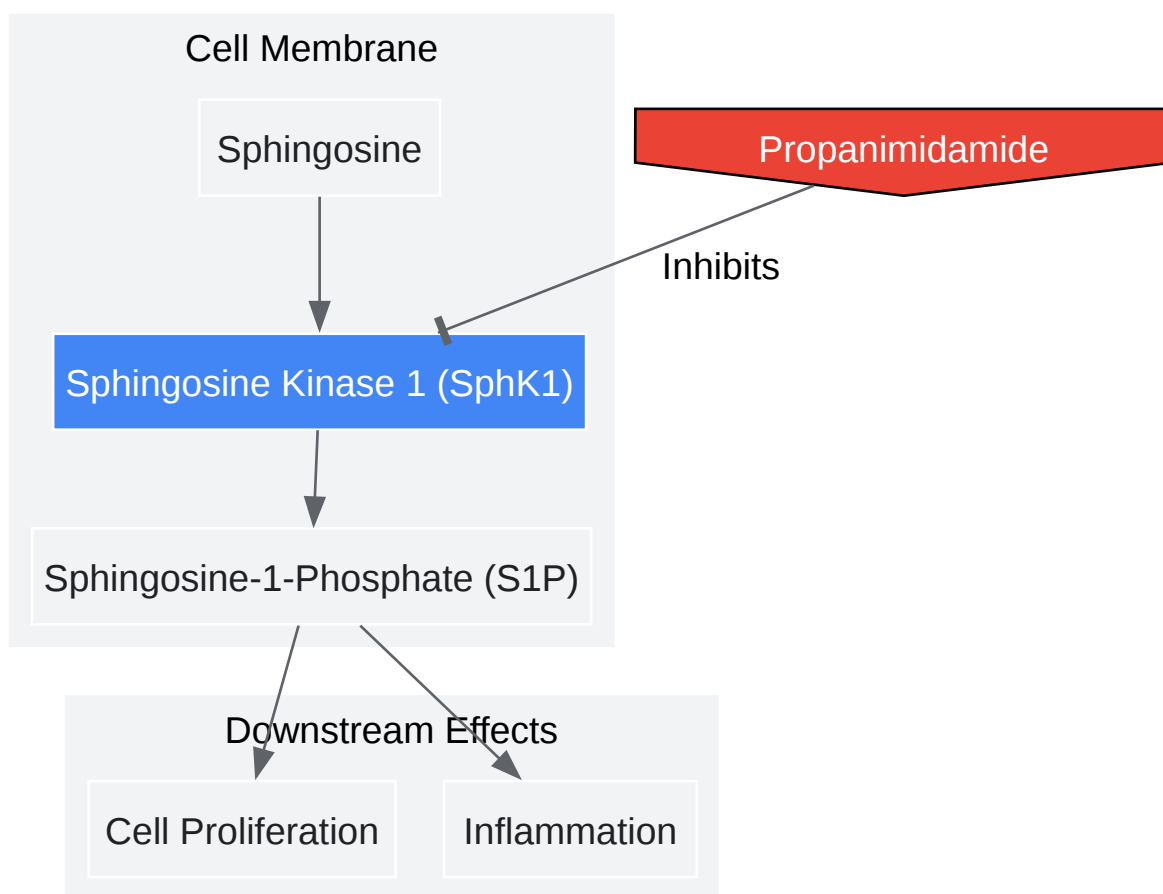 Cell Membrane
Sphingosine
Propanimidamide
Inhibits
Sphingosine Kinase 1 (SphK1)
Sphingosine-1-Phosphate (S1P)
Downstream Effects
Cell Proliferation
Inflammation